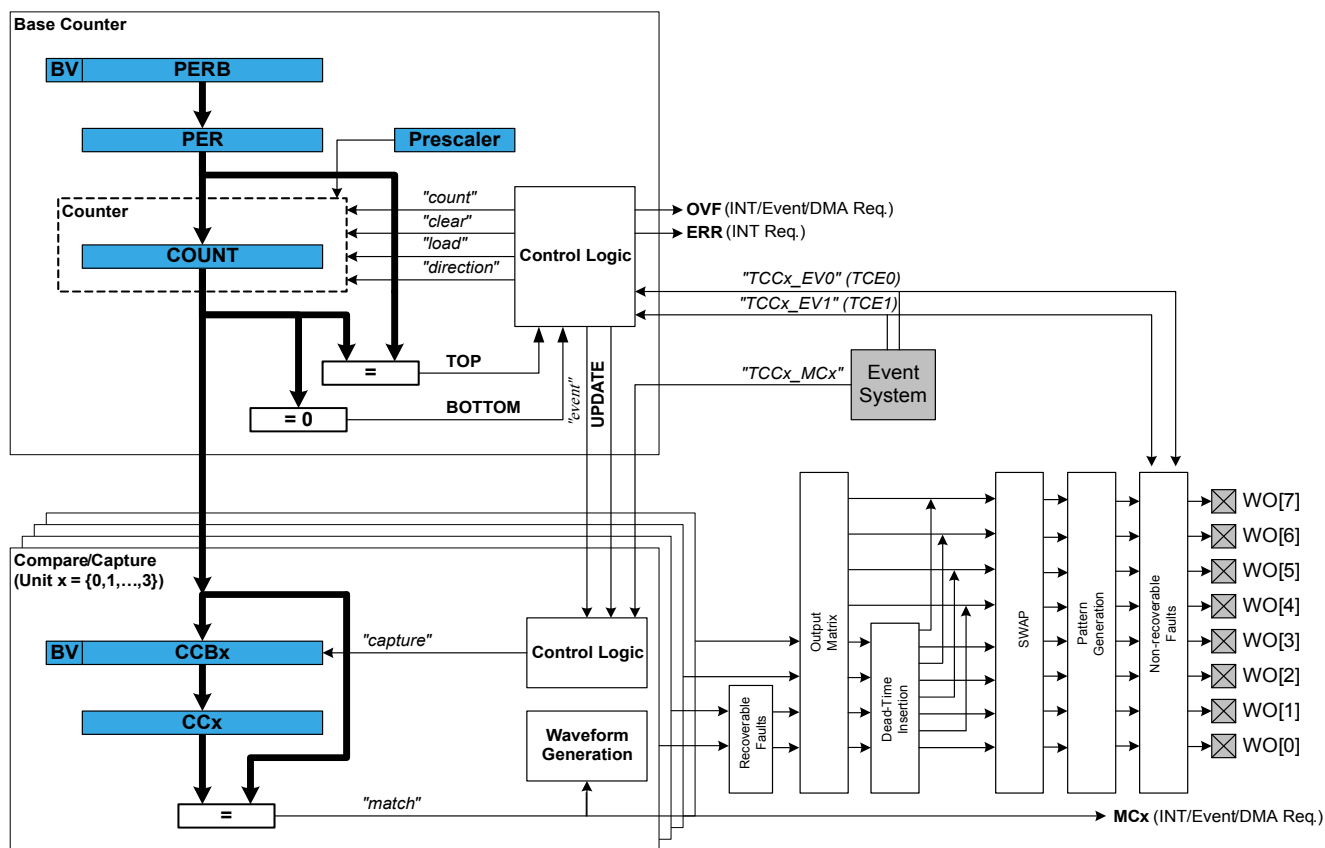 Base Counter
BV
PERB
PER
Prescaler
Counter
COUNT
"count"
"clear"
"load"
"direction"
Control Logic
OVF (INT/Event/DMA Req.)
ERR (INT Req.)
"TCCx_EV0" (TCE0)
"TCCx_EV1" (TCE1)
"TCCx_MCx"
Event
System
=
TOP
= 0
BOTTOM
"event"
UPDATE
Compare/Capture
(Unit x = {0,1,…,3})
BV
CCBx
"capture"
Control Logic
CCx
Waveform
Generation
=
"match"
Recoverable
Faults
Output
Matrix
Dead-Time
Insertion
SWAP
Pattern
Generation
Non-recoverable
Faults
WO[7]
WO[6]
WO[5]
WO[4]
WO[3]
WO[2]
WO[1]
WO[0]
MCx (INT/Event/DMA Req.)